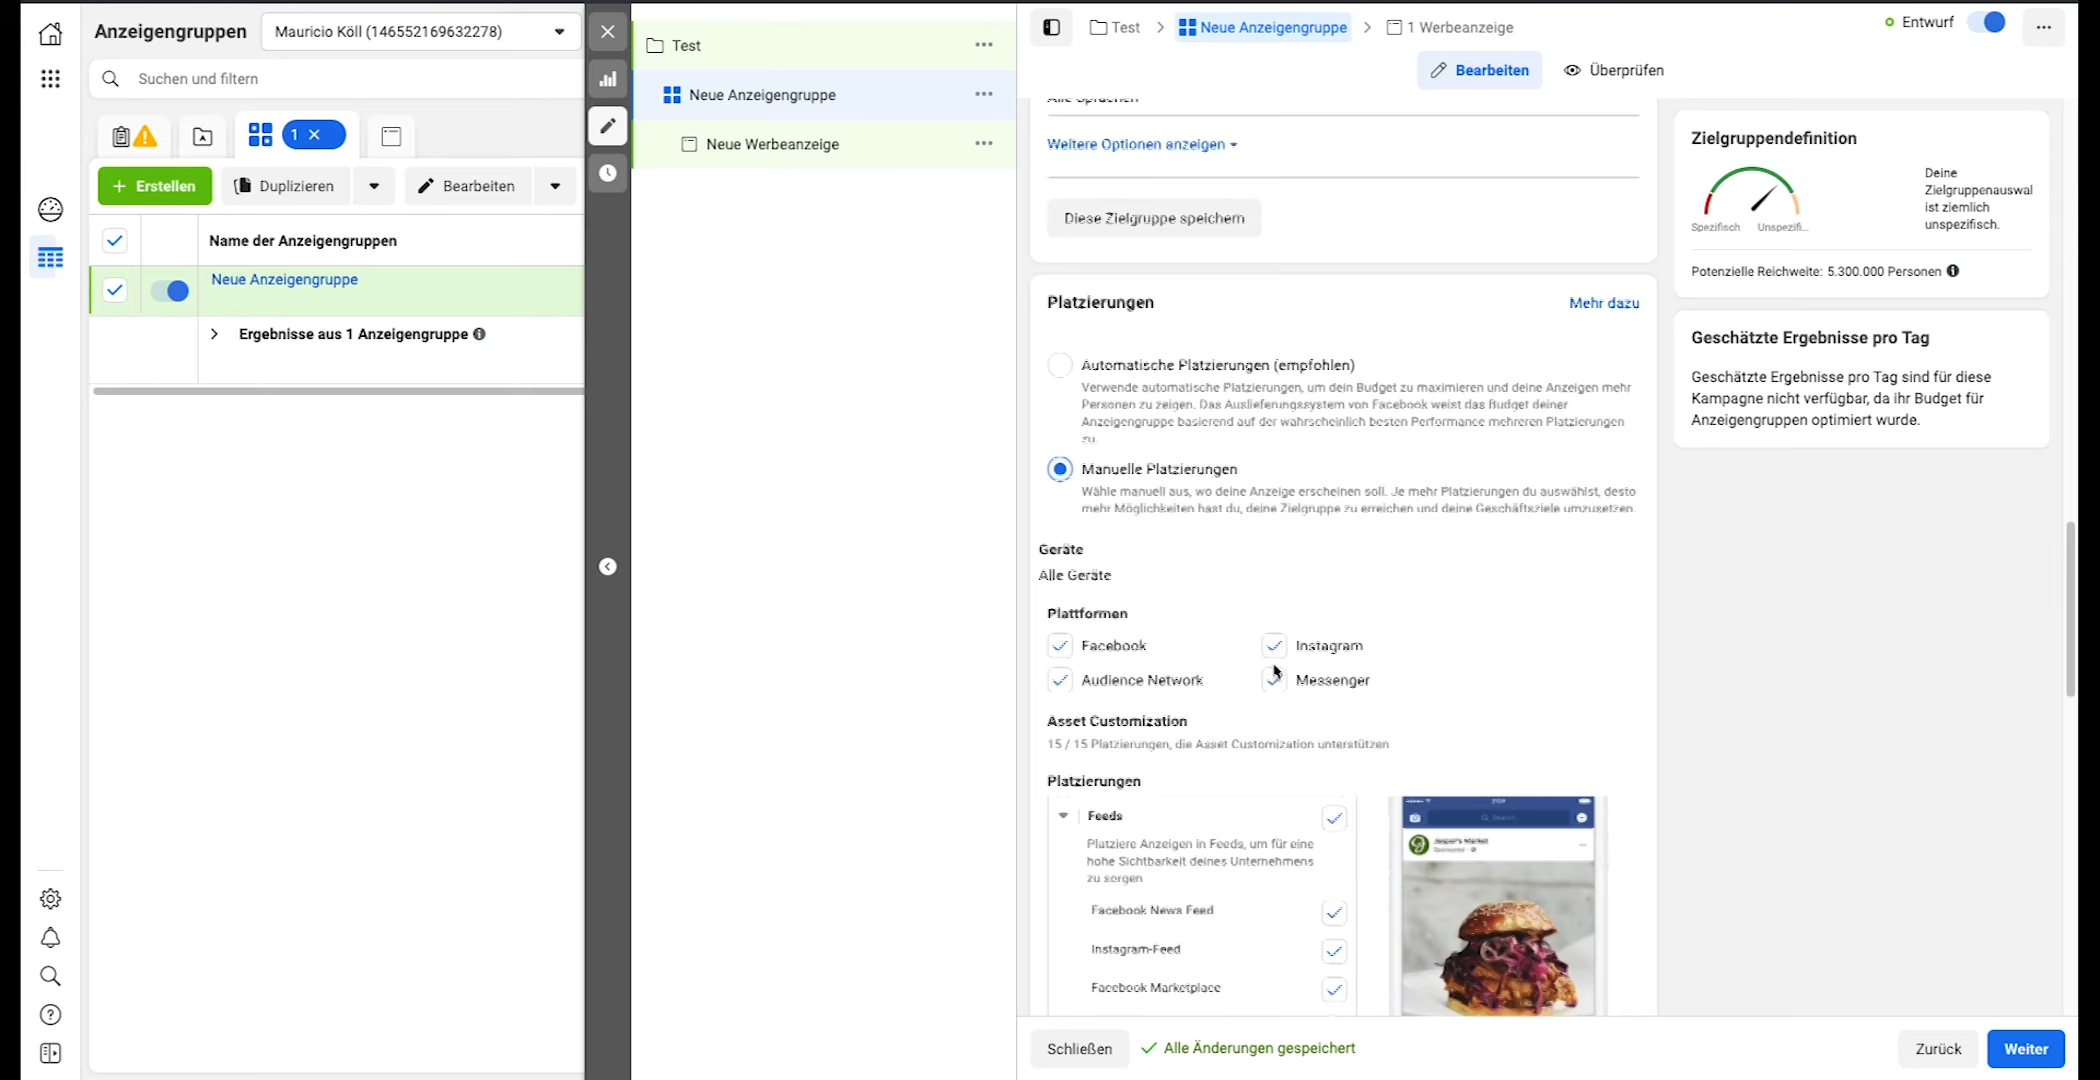 Anzeigengruppen
Mauricio Köll (146552169632278)
Suchen und filtern
1
Erstellen
Duplizieren
Bearbeiten
Name der Anzeigengruppen
Neue Anzeigengruppe
Ergebnisse aus 1 Anzeigengruppe
Test
Neue Anzeigengruppe
Neue Werbeanzeige
Test
Neue Anzeigengruppe
1 Werbeanzeige
Entwurf
Bearbeiten
Überprüfen
Alle Sprachen
Weitere Optionen anzeigen
Diese Zielgruppe speichern
Platzierungen
Mehr dazu
Automatische Platzierungen (empfohlen)
Verwende automatische Platzierungen, um dein Budget zu maximieren und deine Anzeigen mehr
Personen zu zeigen. Das Auslieferungssystem von Facebook weist das Budget deiner
Anzeigengruppe basierend auf der wahrscheinlich besten Performance mehreren Platzierungen
zu.
Manuelle Platzierungen
Wähle manuell aus, wo deine Anzeige erscheinen soll. Je mehr Platzierungen du auswählst, desto
mehr Möglichkeiten hast du, deine Zielgruppe zu erreichen und deine Geschäftsziele umzusetzen.
Geräte
Alle Geräte
Plattformen
Facebook
Instagram
Audience Network
Messenger
Asset Customization
15 / 15 Platzierungen, die Asset Customization unterstützen
Platzierungen
Feeds
Platziere Anzeigen in Feeds, um für eine
hohe Sichtbarkeit deines Unternehmens
zu sorgen
Facebook News Feed
Instagram-Feed
Facebook Marketplace
Search
Jasper's Market
Sponsored
Zielgruppendefinition
Deine
Zielgruppenauswal
ist ziemlich
unspezifisch.
Spezifisch
Unspezifi...
Potenzielle Reichweite: 5.300.000 Personen
Geschätzte Ergebnisse pro Tag
Geschätzte Ergebnisse pro Tag sind für diese
Kampagne nicht verfügbar, da ihr Budget für
Anzeigengruppen optimiert wurde.
Schließen
Alle Änderungen gespeichert
Zurück
Weiter